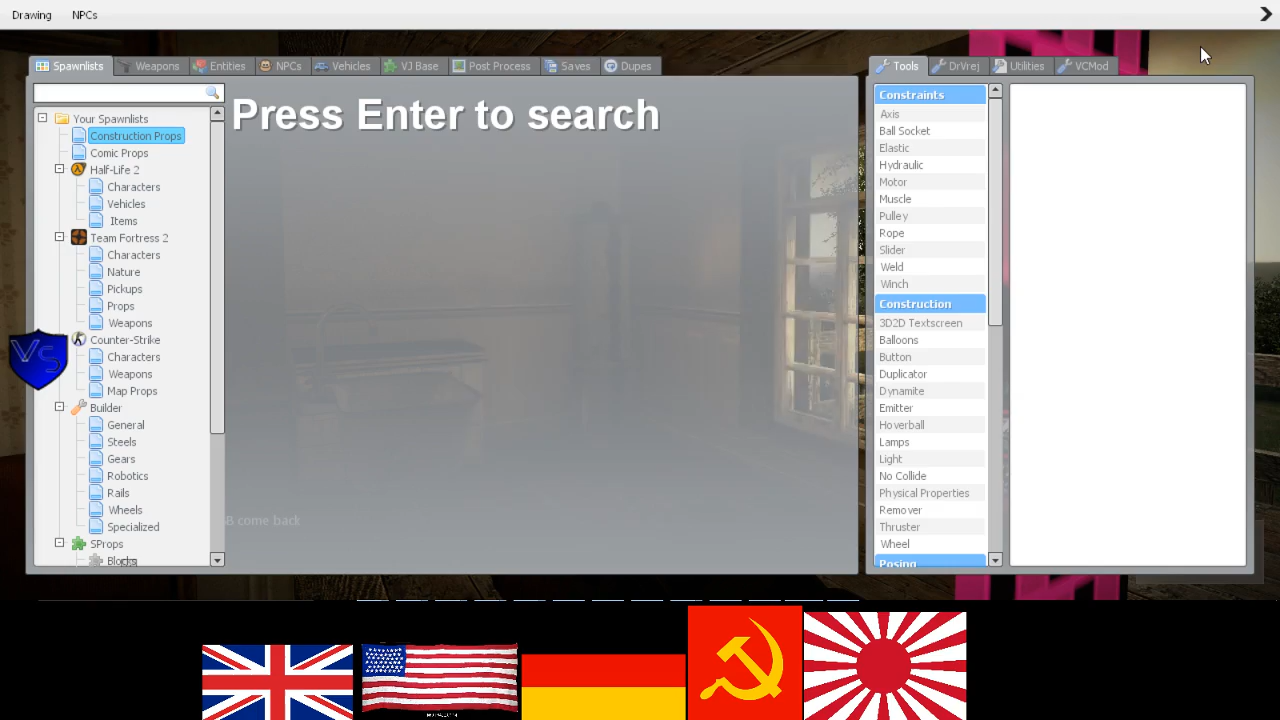 Drawing NPCs
Spawnlists Weapons Entities NPCs Vehicles VJ Base Post Process Saves Dupes
Tools DrVrej Utilities VCMod
Press Enter to search
Your Spawnlists
Construction Props
Comic Props
Half-Life 2
Characters
Vehicles
Items
Team Fortress 2
Characters
Nature
Pickups
Props
Weapons
Counter-Strike
Characters
Weapons
Map Props
Builder
General
Steels
Gears
Robotics
Rails
Wheels
Specialized
SProps
VS
B come back
Constraints
Axis
Ball Socket
Elastic
Hydraulic
Motor
Muscle
Pulley
Rope
Slider
Weld
Winch
Construction
3D2D Textscreen
Balloons
Button
Duplicator
Dynamite
Emitter
Hoverball
Lamps
Light
No Collide
Physical Properties
Remover
Thruster
Wheel
Posing